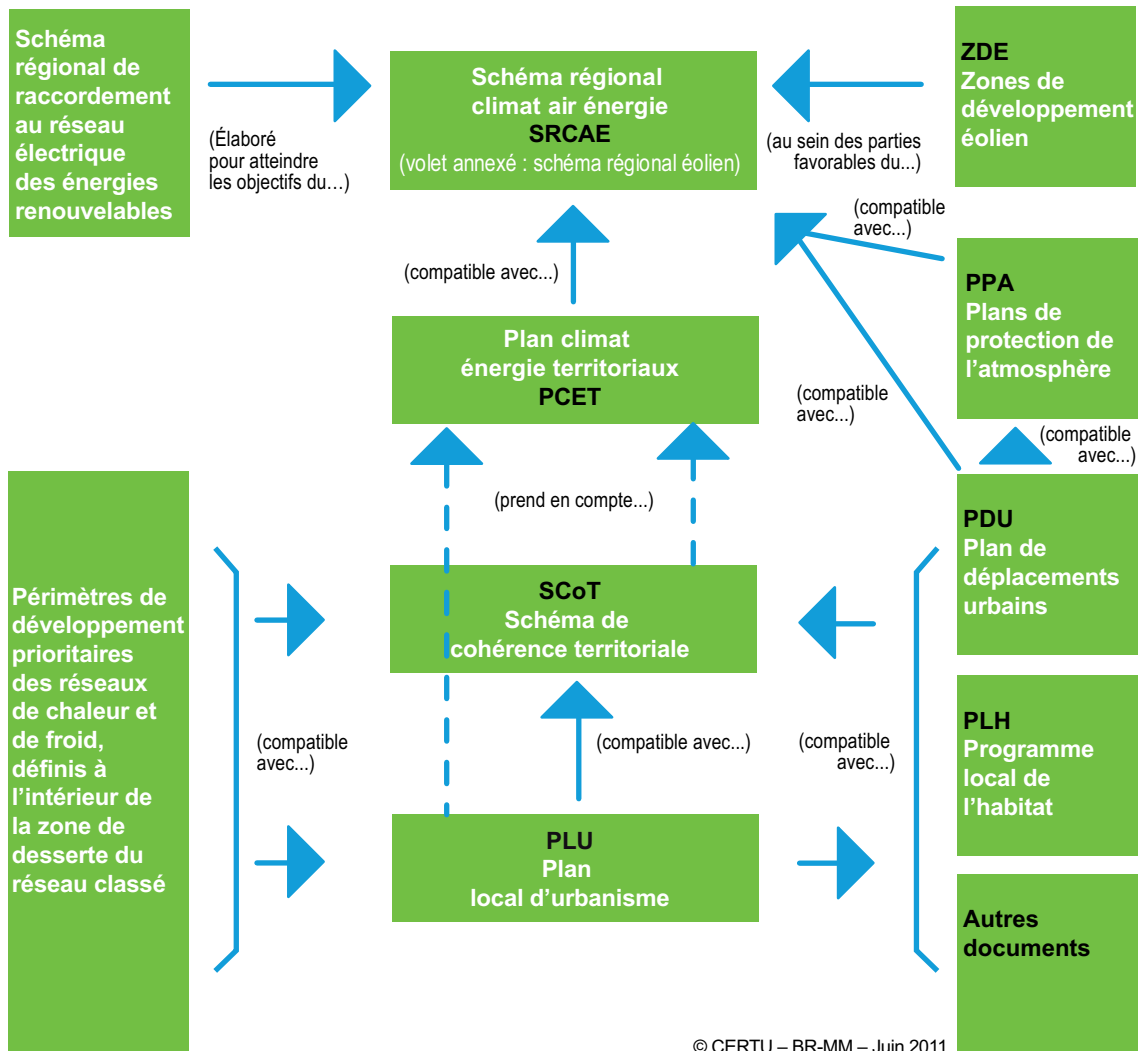 Schéma
régional de
raccordement
au réseau
électrique
des énergies
renouvelables
(Élaboré
pour atteindre
les objectifs du...)
Schéma régional
climat air énergie
SRCAE
(volet annexé : schéma régional éolien)
(au sein des parties
favorables du...)
ZDE
Zones de
développement
éolien
(compatible
avec...)
(compatible avec...)
PPA
Plans de
protection de
l’atmosphère
Plan climat
énergie territoriaux
PCET
(compatible
avec...)
(compatible
avec...)
(prend en compte...)
PDU
Plan de
déplacements
urbains
Périmètres de
développement
prioritaires
des réseaux
de chaleur et
de froid,
définis à
l’intérieur de
la zone de
desserte du
réseau classé
SCoT
Schéma de
cohérence territoriale
(compatible
avec...)
(compatible avec...)
(compatible
avec...)
PLH
Programme
local de
l’habitat
PLU
Plan
local d’urbanisme
Autres
documents
© CERTU – BR-MM – Juin 2011